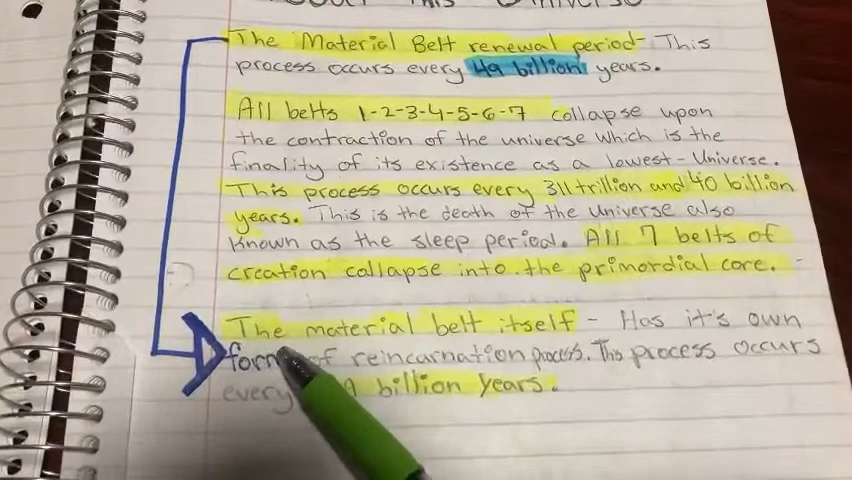 The Material Belt renewal period- This
process occurs every 49 billion years.
All belts 1-2-3-4-5-6-7 collapse upon
the contraction of the universe which is the
finality of its existence as a lowest-Universe.
This process occurs every 311 trillion and 40 billion
years. This is the death of the Universe also
known as the sleep period. All 7 belts of
creation collapse into the primordial core. -
The material belt itself - Has it's own
form of reincarnation process. This process occurs
every 9 billion years.